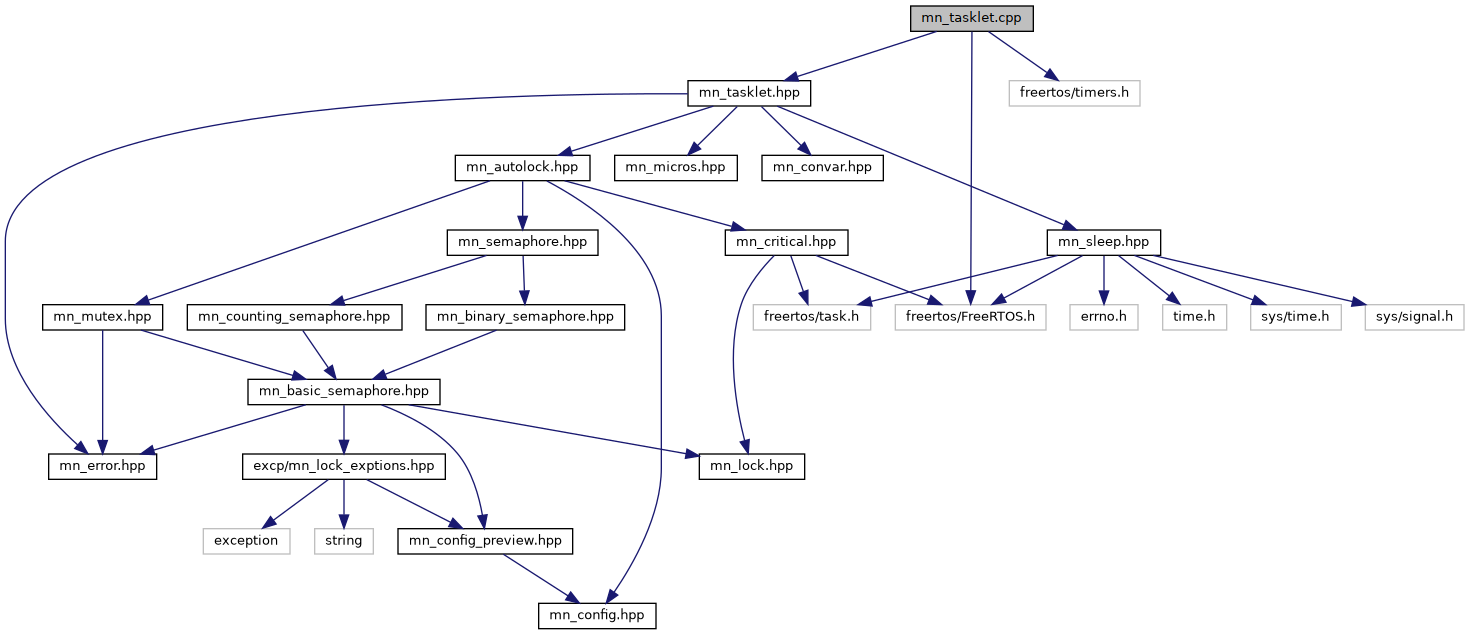 mn_tasklet.cpp
mn_tasklet.hpp
freertos/timers.h
mn_autolock.hpp
mn_micros.hpp
mn_convar.hpp
mn_semaphore.hpp
mn_critical.hpp
mn_sleep.hpp
mn_mutex.hpp
mn_counting_semaphore.hpp
mn_binary_semaphore.hpp
freertos/task.h
freertos/FreeRTOS.h
errno.h
time.h
sys/time.h
sys/signal.h
mn_basic_semaphore.hpp
mn_error.hpp
excp/mn_lock_exptions.hpp
mn_lock.hpp
exception
string
mn_config_preview.hpp
mn_config.hpp